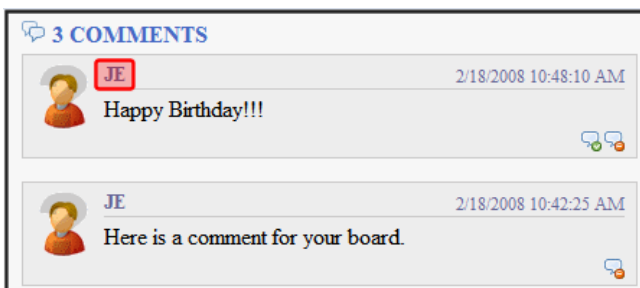 3 COMMENTS
JE 2/18/2008 10:48:10 AM
Happy Birthday!!!
JE 2/18/2008 10:42:25 AM
Here is a comment for your board.